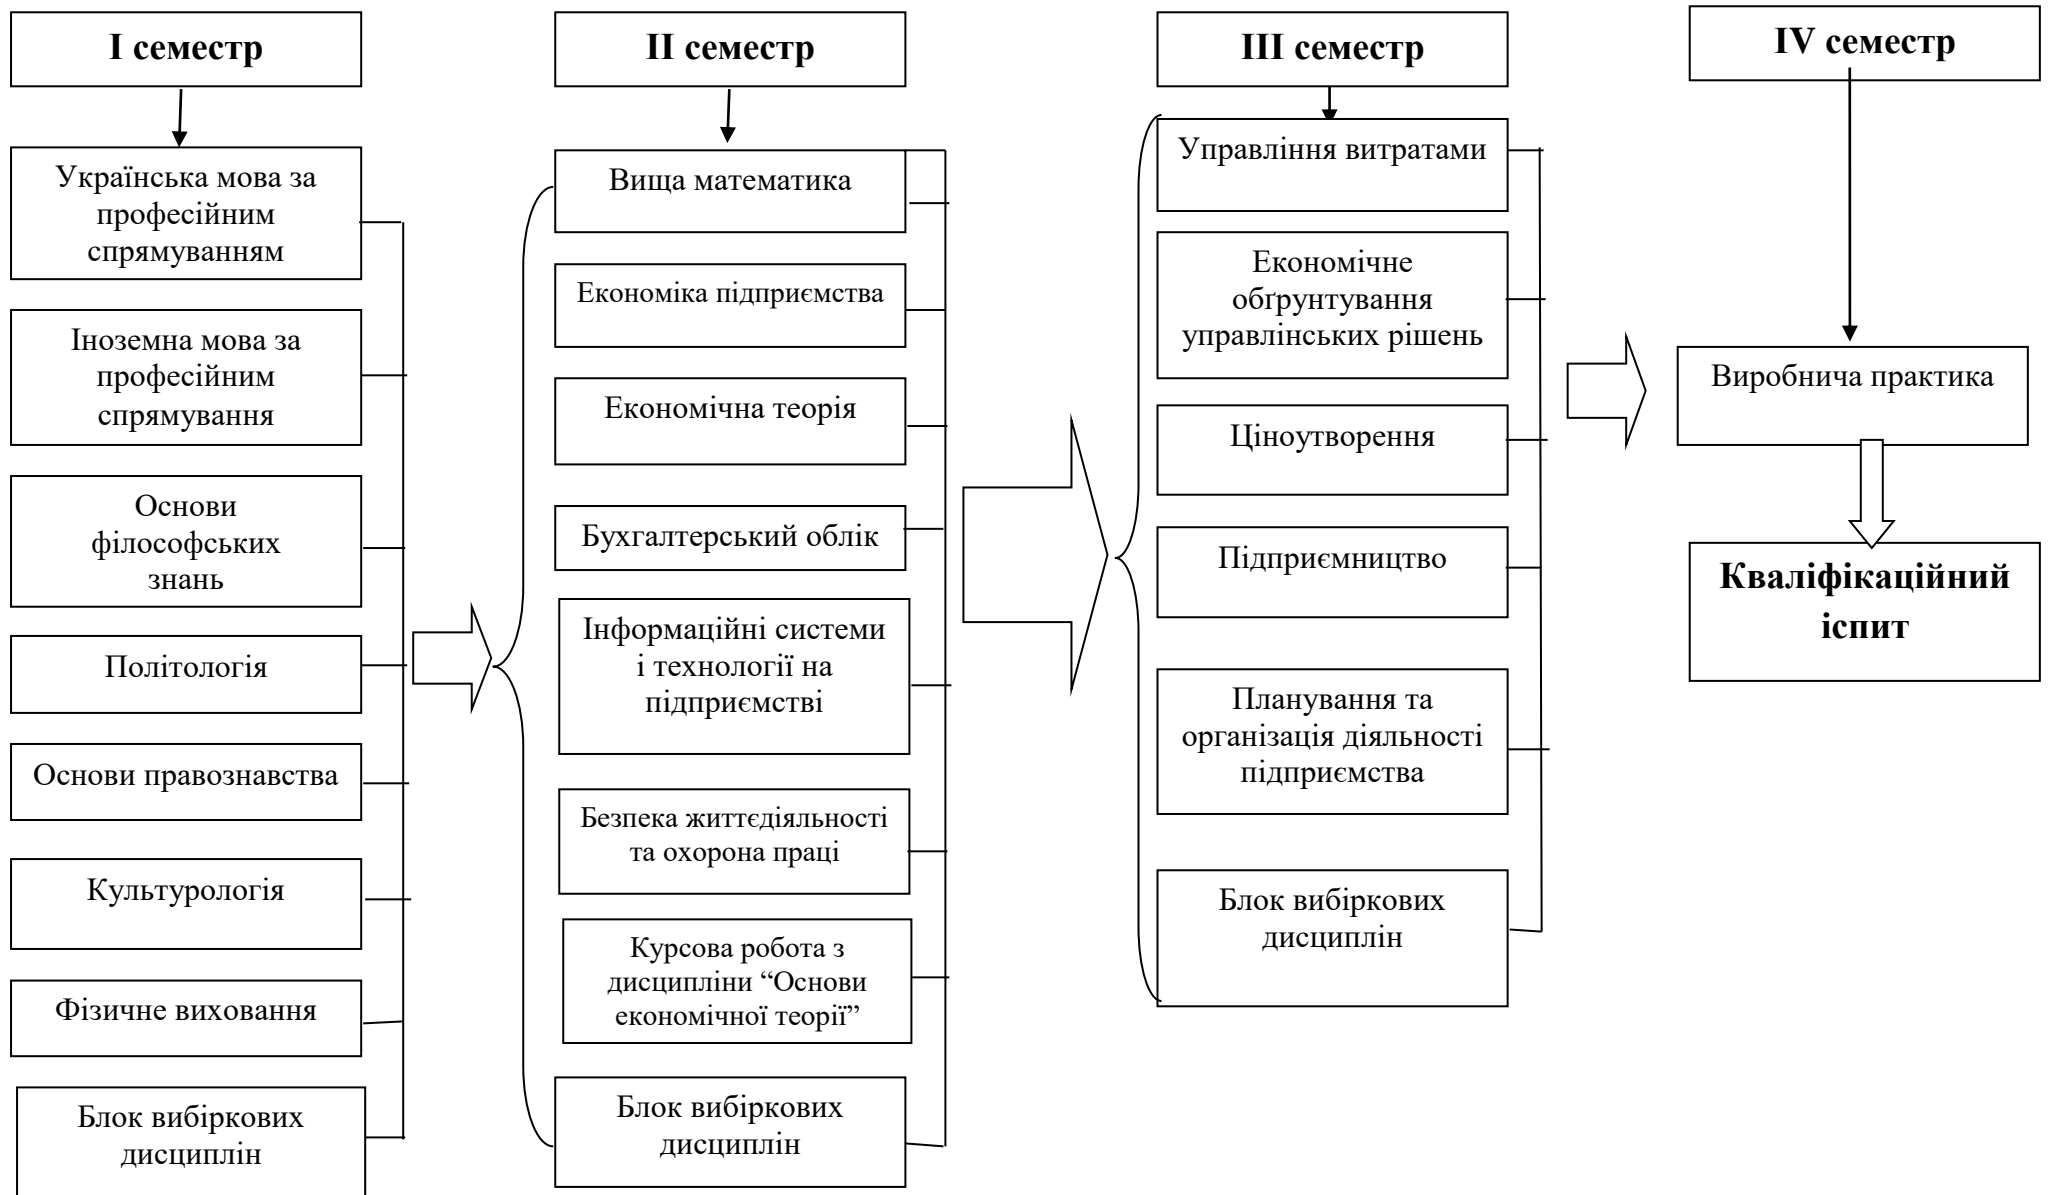 I семестр
Українська мова за
професійним
спрямуванням
Іноземна мова за
професійним
спрямування
Основи
філософських
знань
Політологія
Основи правознавства
Культурологія
Фізичне виховання
Блок вибіркових
дисциплін
II семестр
Вища математика
Економіка підприємства
Економічна теорія
Бухгалтерський облік
Інформаційні системи
і технології на
підприємстві
Безпека життєдіяльності
та охорона праці
Курсова робота з
дисципліни “Основи
економічної теорії”
Блок вибіркових
дисциплін
III семестр
Управління витратами
Економічне
обґрунтування
управлінських рішень
Ціноутворення
Підприємництво
Планування та
організація діяльності
підприємства
Блок вибіркових
дисциплін
IV семестр
Виробнича практика
Кваліфікаційний
іспит